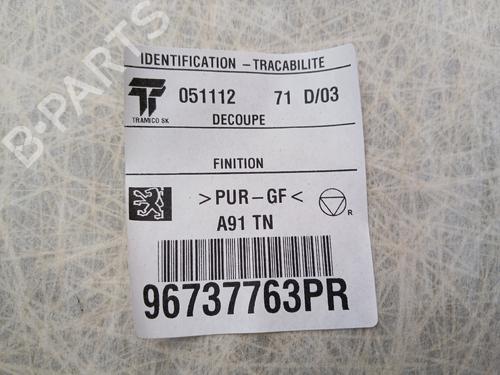 IDENTIFICATION - TRACABILITE
TRAMICO SK
051112 71 D/03
DECOUPE
FINITION
>PUR-GF<
R
A91 TN
96737763PR
B-PARTS